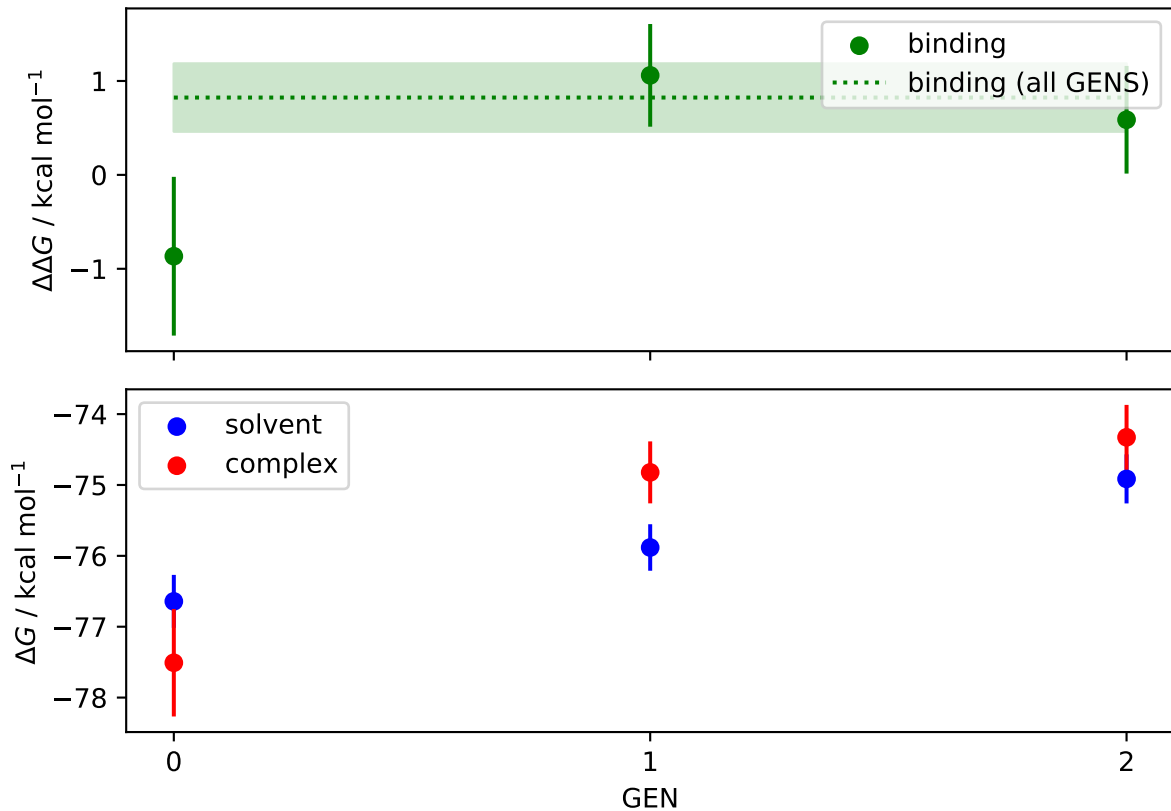 binding
binding (all GENS)
1
0
−1
ΔΔG / kcal mol⁻¹
solvent
complex
−74
−75
−76
−77
−78
ΔG / kcal mol⁻¹
0 1 2
GEN